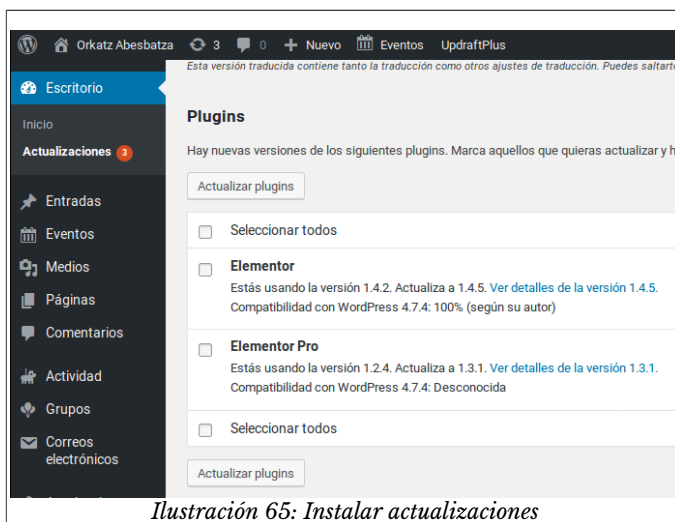 Orkatz Abesbatza 3 0 Nuevo Eventos UpdraftPlus
Esta versión traducida contiene tanto la traducción como otros ajustes de traducción. Puedes saltarte
Escritorio
Inicio
Actualizaciones 3
Entradas
Eventos
Medios
Páginas
Comentarios
Actividad
Grupos
Correos
electrónicos
Plugins
Hay nuevas versiones de los siguientes plugins. Marca aquellos que quieras actualizar y h
Actualizar plugins
Seleccionar todos
Elementor
Estás usando la versión 1.4.2. Actualiza a 1.4.5. Ver detalles de la versión 1.4.5.
Compatibilidad con WordPress 4.7.4: 100% (según su autor)
Elementor Pro
Estás usando la versión 1.2.4. Actualiza a 1.3.1. Ver detalles de la versión 1.3.1.
Compatibilidad con WordPress 4.7.4: Desconocida
Seleccionar todos
Actualizar plugins
Ilustración 65: Instalar actualizaciones